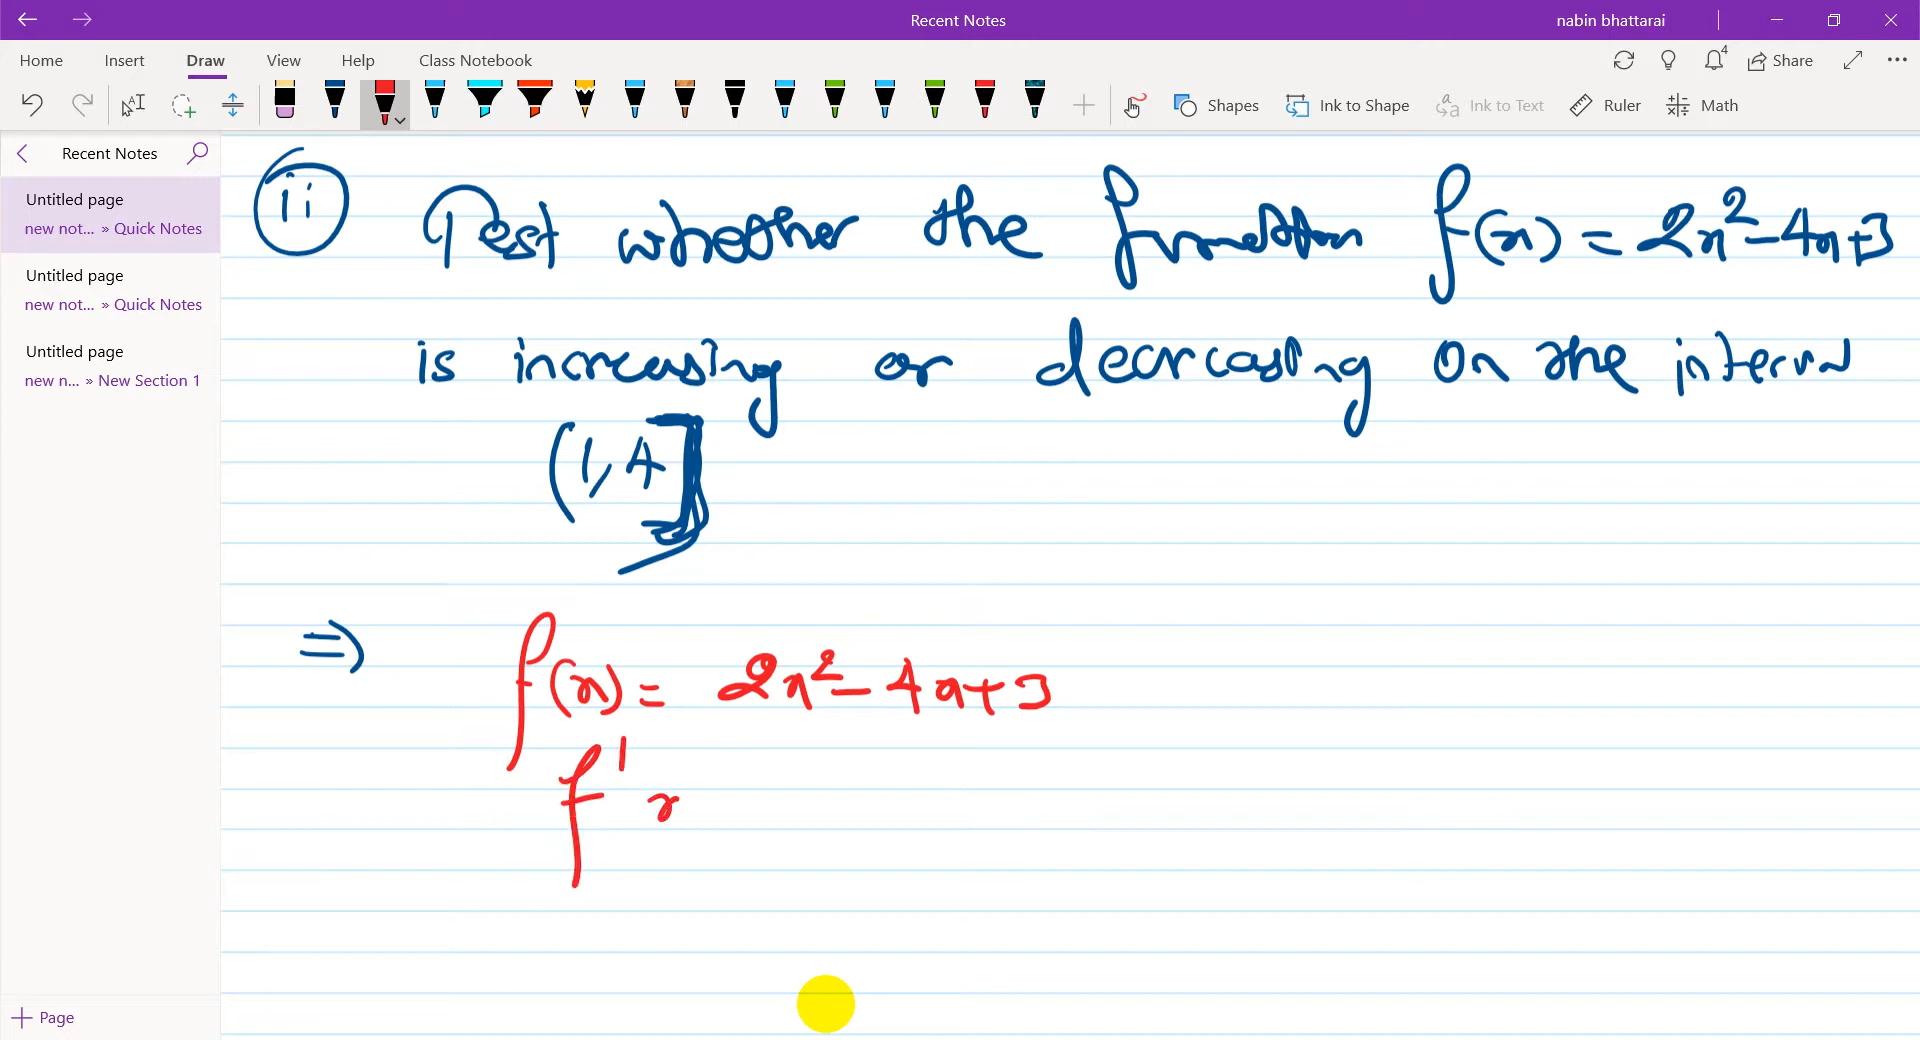 Recent Notes
nabin bhattarai
Home Insert Draw View Help Class Notebook
4 Share
Shapes Ink to Shape Ink to Text Ruler Math
Recent Notes
Untitled page
new not... » Quick Notes
Untitled page
new not... » Quick Notes
Untitled page
new n... » New Section 1
Page
ii Test whether the function f(x) = 2x²-4x+3
is increasing or decreasing on the interval
(1, 4]
⇒ f(x) = 2x²-4x+3
f' x